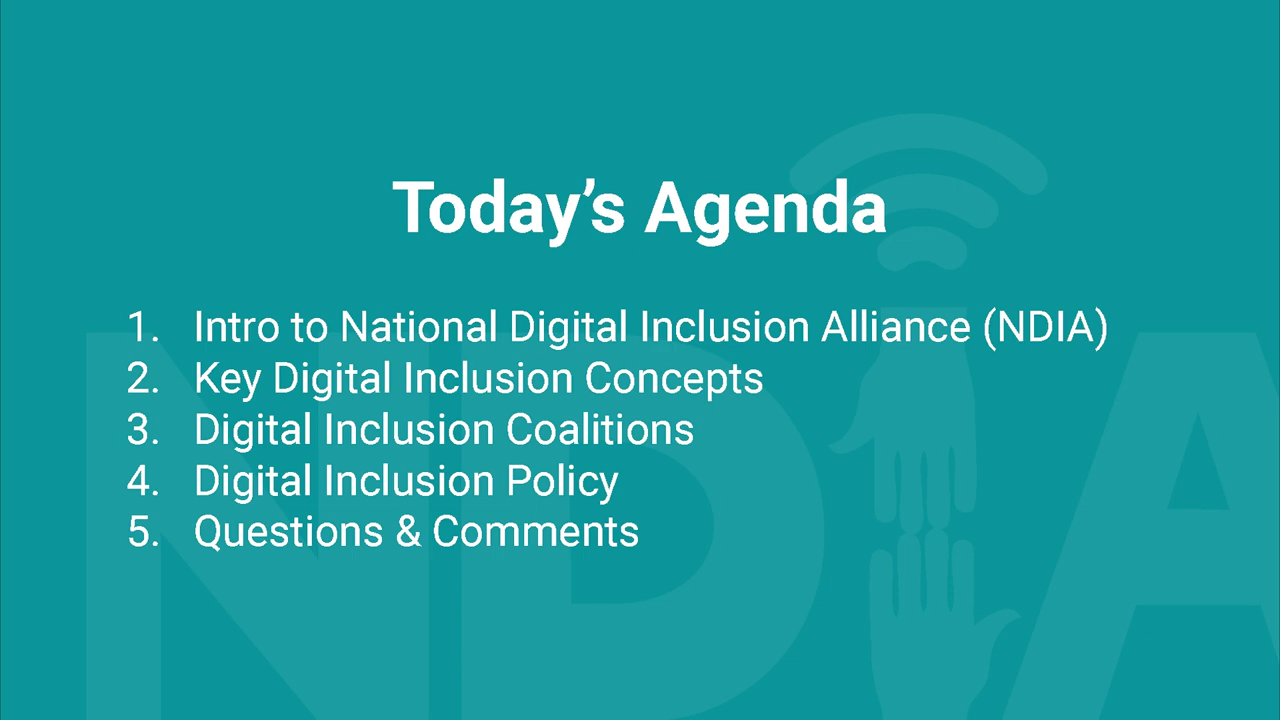 Today’s Agenda
1. Intro to National Digital Inclusion Alliance (NDIA)
2. Key Digital Inclusion Concepts
3. Digital Inclusion Coalitions
4. Digital Inclusion Policy
5. Questions & Comments
NDIA